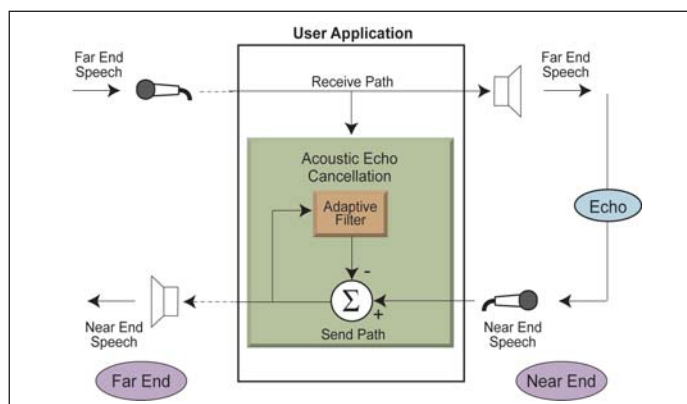 User Application
Far End
Speech
Receive Path
Far End
Speech
Acoustic Echo
Cancellation
Adaptive
Filter
Echo
-
Σ
+
Near End
Speech
Send Path
Near End
Speech
Far End
Near End